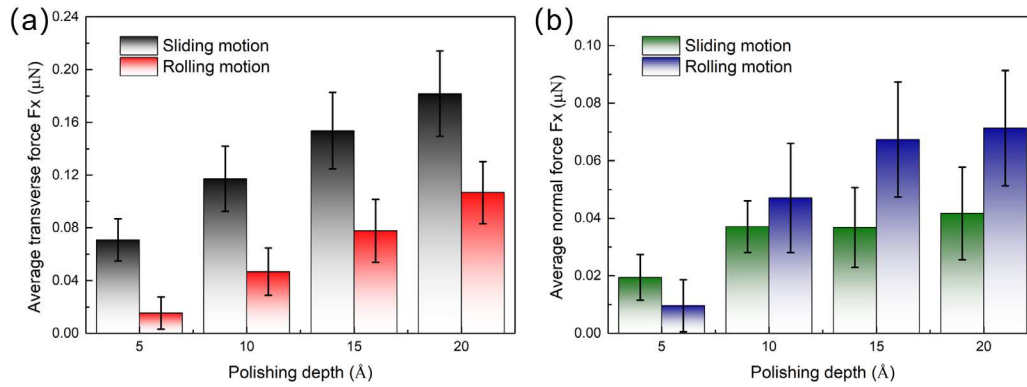 (a)
0.24
0.20
0.16
0.12
0.08
0.04
0.00
Average transverse force Fx (μN)
Sliding motion
Rolling motion
5 10 15 20
Polishing depth (Å)
(b)
0.10
0.08
0.06
0.04
0.02
0.00
Average normal force Fx (μN)
Sliding motion
Rolling motion
5 10 15 20
Polishing depth (Å)